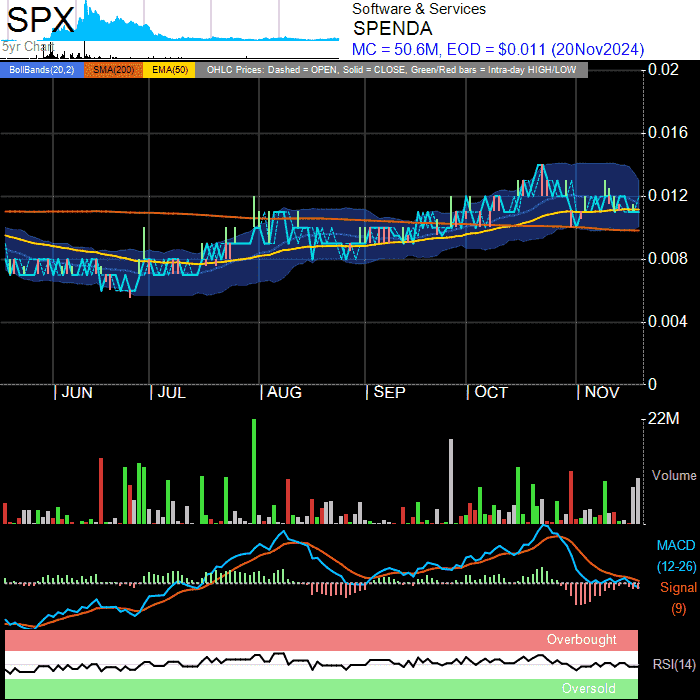 SPX
5yr Chart
Software & Services
SPENDA
MC = 50.6M, EOD = $0.011 (20Nov2024)
BollBands(20,2) SMA(200) EMA(50) OHLC Prices: Dashed = OPEN, Solid = CLOSE, Green/Red bars = Intra-day HIGH/LOW
0.02
0.016
0.012
0.008
0.004
0
JUN JUL AUG SEP OCT NOV
22M
Volume
MACD
(12-26)
Signal
(9)
Overbought
RSI(14)
Oversold